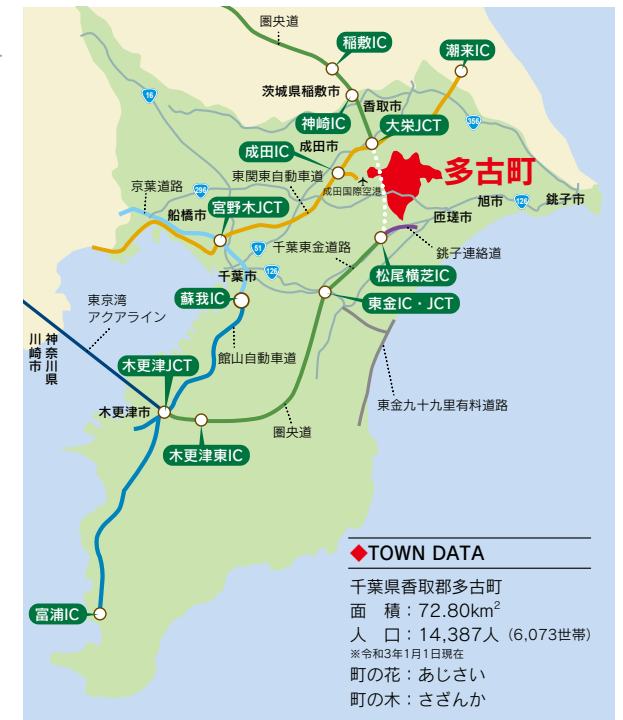 圏央道
稲敷IC
潮来IC
茨城県稲敷市
香取市
16
神崎IC
356
大栄JCT
成田市
成田IC
多古町
東関東自動車道
成田国際空港
京葉道路
296
旭市
126
銚子市
船橋市
宮野木JCT
匝瑳市
51
千葉東金道路
銚子連絡道
千葉市
126
松尾横芝IC
東京湾
アクアライン
蘇我IC
東金IC・JCT
神奈川県
川崎市
館山自動車道
木更津JCT
木更津市
東金九十九里有料道路
圏央道
木更津東IC
富浦IC
◆TOWN DATA
千葉県香取郡多古町
面　積：72.80km²
人　口：14,387人（6,073世帯）
※令和3年1月1日現在
町の花：あじさい
町の木：さざんか